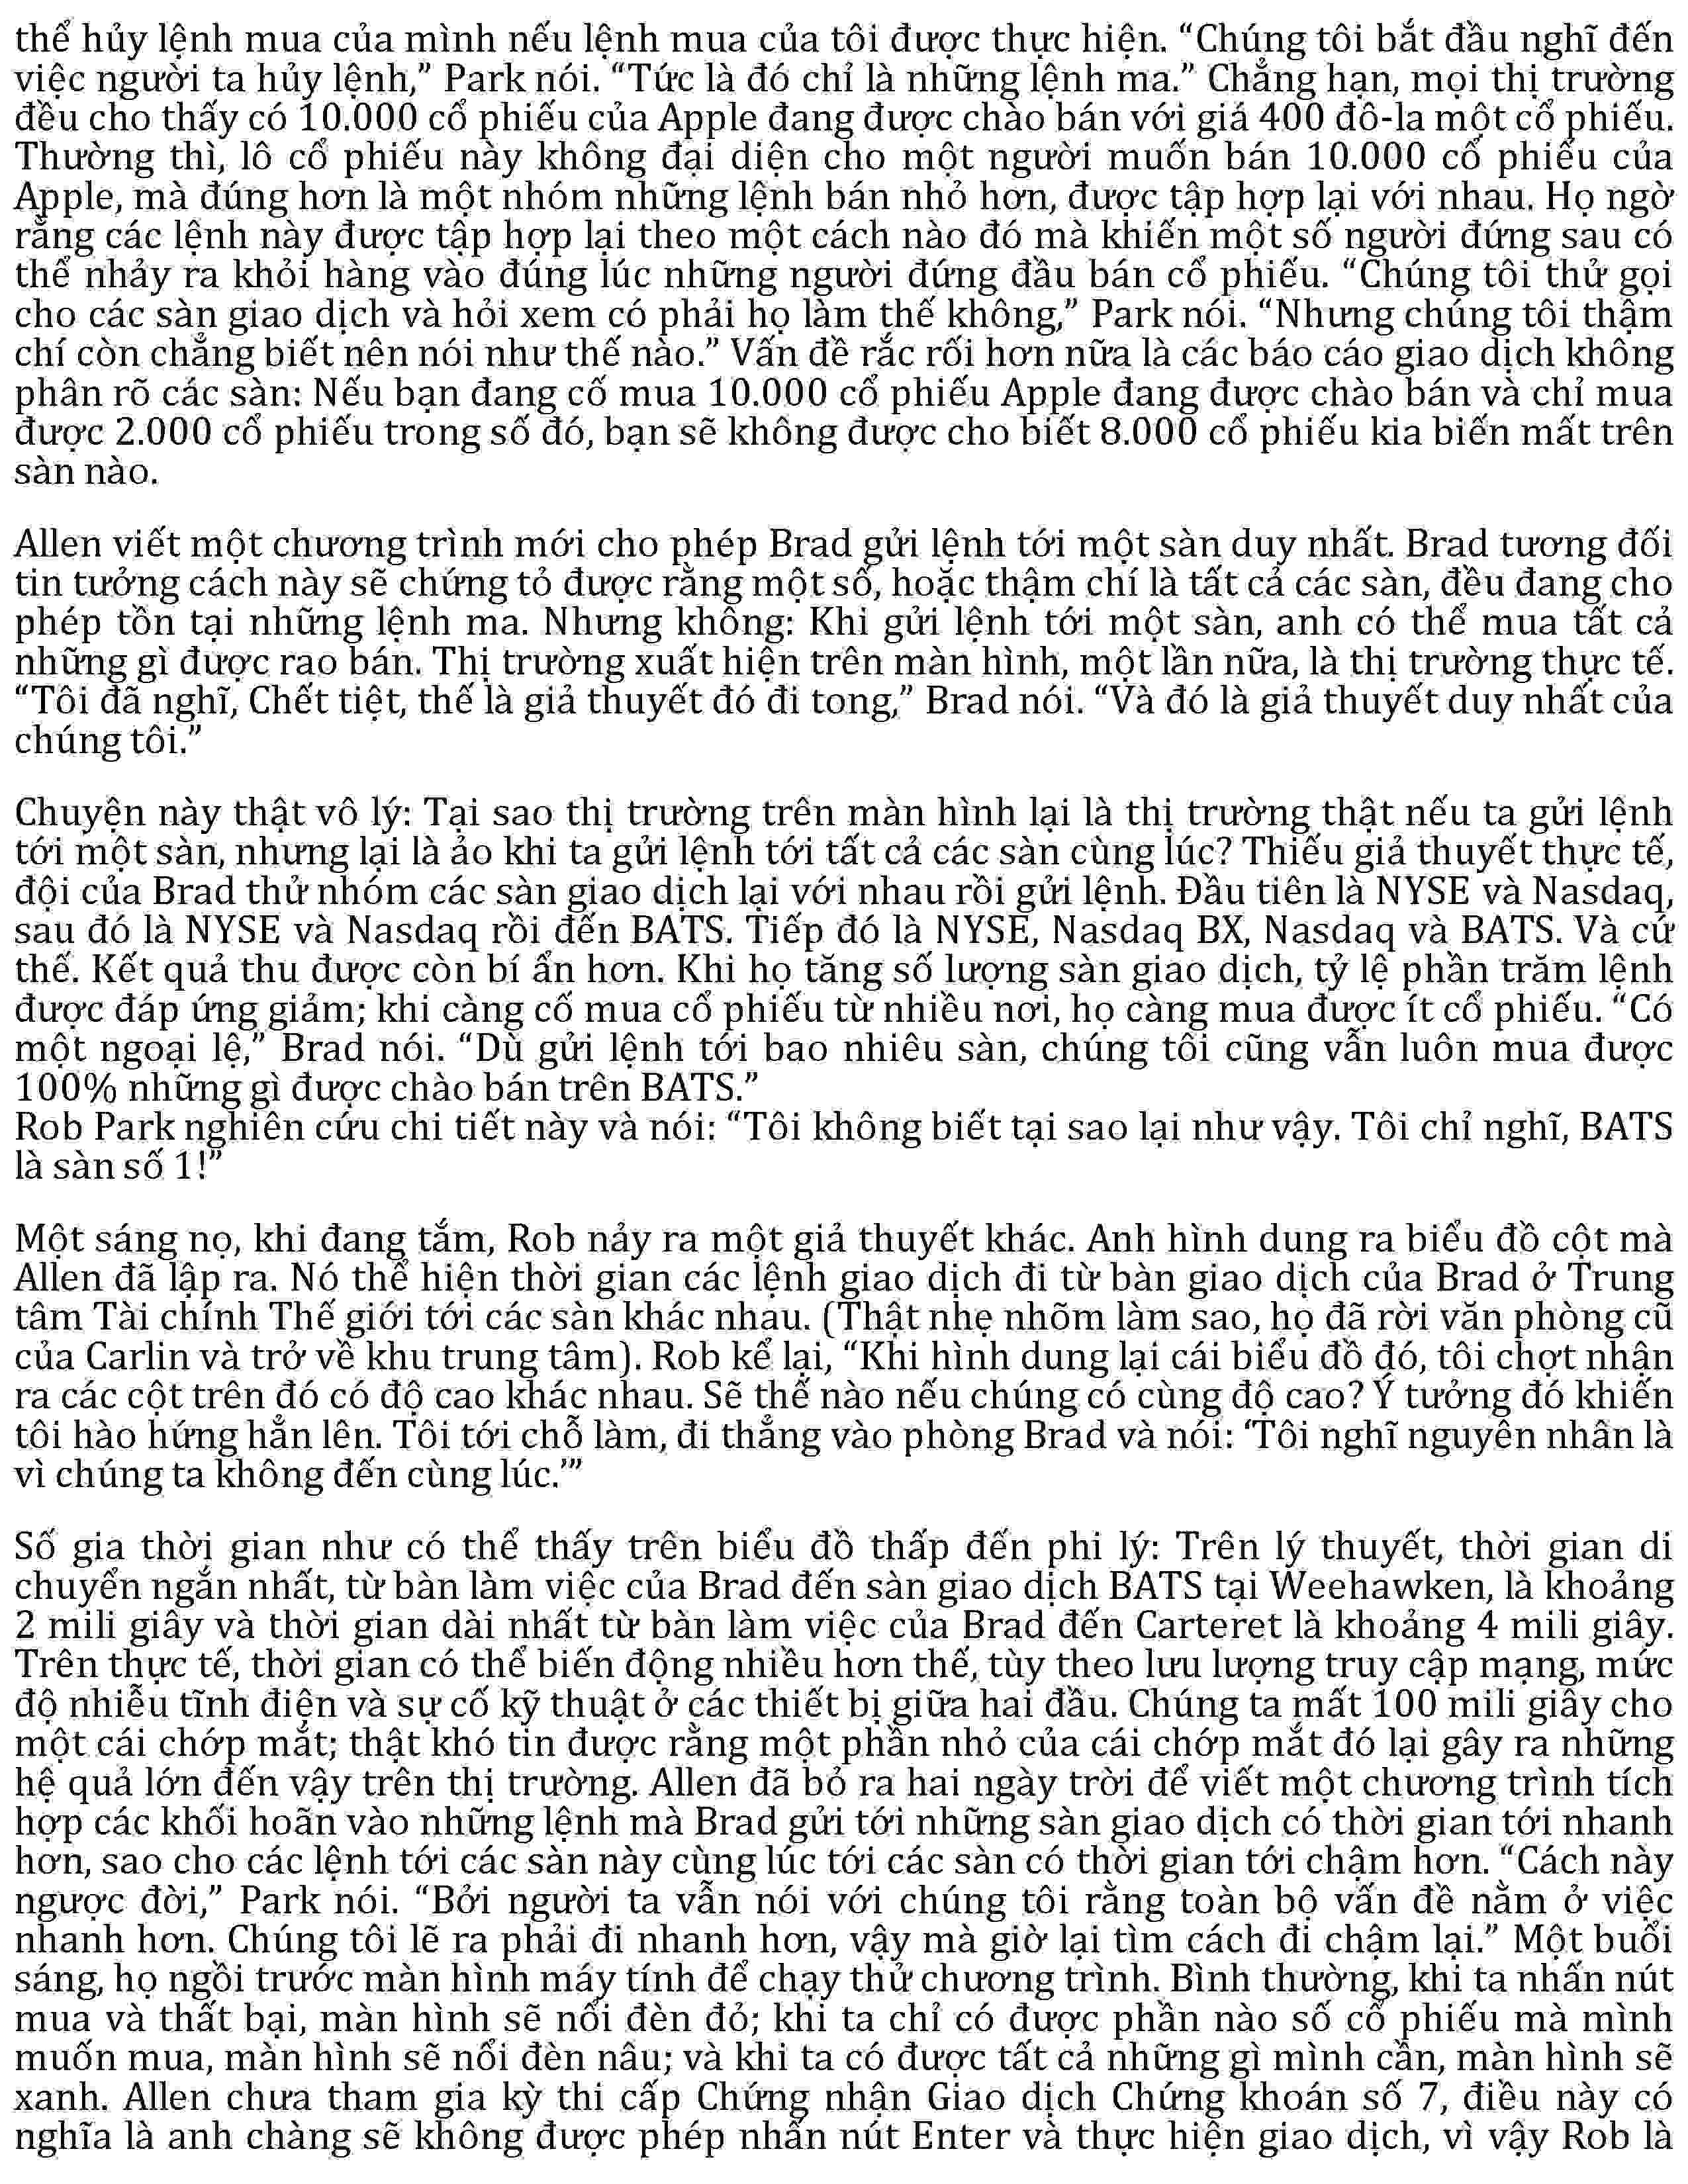 thể hủy lệnh mua của mình nếu lệnh mua của tôi được thực hiện. “Chúng tôi bắt đầu nghĩ đến
việc người ta hủy lệnh,” Park nói. “Tức là đó chỉ là những lệnh ma.” Chẳng hạn, mọi thị trường
đều cho thấy có 10.000 cổ phiếu của Apple đang được chào bán với giá 400 đô-la một cổ phiếu.
Thường thì, lô cổ phiếu này không đại diện cho một người muốn bán 10.000 cổ phiếu của
Apple, mà đúng hơn là một nhóm những lệnh bán nhỏ hơn, được tập hợp lại với nhau. Họ ngờ
rằng các lệnh này được tập hợp lại theo một cách nào đó mà khiến một số người đứng sau có
thể nhảy ra khỏi hàng vào đúng lúc những người đứng đầu bán cổ phiếu. “Chúng tôi thử gọi
cho các sàn giao dịch và hỏi xem có phải họ làm thế không,” Park nói. “Nhưng chúng tôi thậm
chí còn chẳng biết nên nói như thế nào.” Vấn đề rắc rối hơn nữa là các báo cáo giao dịch không
phân rõ các sàn: Nếu bạn đang cố mua 10.000 cổ phiếu Apple đang được chào bán và chỉ mua
được 2.000 cổ phiếu trong số đó, bạn sẽ không được cho biết 8.000 cổ phiếu kia biến mất trên
sàn nào.
Allen viết một chương trình mới cho phép Brad gửi lệnh tới một sàn duy nhất. Brad tương đối
tin tưởng cách này sẽ chứng tỏ được rằng một số, hoặc thậm chí là tất cả các sàn, đều đang cho
phép tồn tại những lệnh ma. Nhưng không: Khi gửi lệnh tới một sàn, anh có thể mua tất cả
những gì được rao bán. Thị trường xuất hiện trên màn hình, một lần nữa, là thị trường thực tế.
“Tôi đã nghĩ, Chết tiệt, thế là giả thuyết đó đi tong,” Brad nói. “Và đó là giả thuyết duy nhất của
chúng tôi.”
Chuyện này thật vô lý: Tại sao thị trường trên màn hình lại là thị trường thật nếu ta gửi lệnh
tới một sàn, nhưng lại là ảo khi ta gửi lệnh tới tất cả các sàn cùng lúc? Thiếu giả thuyết thực tế,
đội của Brad thử nhóm các sàn giao dịch lại với nhau rồi gửi lệnh. Đầu tiên là NYSE và Nasdaq,
sau đó là NYSE và Nasdaq rồi đến BATS. Tiếp đó là NYSE, Nasdaq BX, Nasdaq và BATS. Và cứ
thế. Kết quả thu được còn bí ẩn hơn. Khi họ tăng số lượng sàn giao dịch, tỷ lệ phần trăm lệnh
được đáp ứng giảm; khi càng cố mua cổ phiếu từ nhiều nơi, họ càng mua được ít cổ phiếu. “Có
một ngoại lệ,” Brad nói. “Dù gửi lệnh tới bao nhiêu sàn, chúng tôi cũng vẫn luôn mua được
100% những gì được chào bán trên BATS.”
Rob Park nghiên cứu chi tiết này và nói: “Tôi không biết tại sao lại như vậy. Tôi chỉ nghĩ, BATS
là sàn số 1!”
Một sáng nọ, khi đang tắm, Rob nảy ra một giả thuyết khác. Anh hình dung ra biểu đồ cột mà
Allen đã lập ra. Nó thể hiện thời gian các lệnh giao dịch đi từ bàn giao dịch của Brad ở Trung
tâm Tài chính Thế giới tới các sàn khác nhau. (Thật nhẹ nhõm làm sao, họ đã rời văn phòng cũ
của Carlin và trở về khu trung tâm). Rob kể lại, “Khi hình dung lại cái biểu đồ đó, tôi chợt nhận
ra các cột trên đó có độ cao khác nhau. Sẽ thế nào nếu chúng có cùng độ cao? Ý tưởng đó khiến
tôi hào hứng hẳn lên. Tôi tới chỗ làm, đi thẳng vào phòng Brad và nói: ‘Tôi nghĩ nguyên nhân là
vì chúng ta không đến cùng lúc.’”
Số gia thời gian như có thể thấy trên biểu đồ thấp đến phi lý: Trên lý thuyết, thời gian di
chuyển ngắn nhất, từ bàn làm việc của Brad đến sàn giao dịch BATS tại Weehawken, là khoảng
2 mili giây và thời gian dài nhất từ bàn làm việc của Brad đến Carteret là khoảng 4 mili giây.
Trên thực tế, thời gian có thể biến động nhiều hơn thế, tùy theo lưu lượng truy cập mạng, mức
độ nhiễu tĩnh điện và sự cố kỹ thuật ở các thiết bị giữa hai đầu. Chúng ta mất 100 mili giây cho
một cái chớp mắt; thật khó tin được rằng một phần nhỏ của cái chớp mắt đó lại gây ra những
hệ quả lớn đến vậy trên thị trường. Allen đã bỏ ra hai ngày trời để viết một chương trình tích
hợp các khối hoãn vào những lệnh mà Brad gửi tới những sàn giao dịch có thời gian tới nhanh
hơn, sao cho các lệnh tới các sàn này cùng lúc tới các sàn có thời gian tới chậm hơn. “Cách này
ngược đời,” Park nói. “Bởi người ta vẫn nói với chúng tôi rằng toàn bộ vấn đề nằm ở việc
nhanh hơn. Chúng tôi lẽ ra phải đi nhanh hơn, vậy mà giờ lại tìm cách đi chậm lại.” Một buổi
sáng, họ ngồi trước màn hình máy tính để chạy thử chương trình. Bình thường, khi ta nhấn nút
mua và thất bại, màn hình sẽ nổi đèn đỏ; khi ta chỉ có được phần nào số cổ phiếu mà mình
muốn mua, màn hình sẽ nổi đèn nâu; và khi ta có được tất cả những gì mình cần, màn hình sẽ
xanh. Allen chưa tham gia kỳ thi cấp Chứng nhận Giao dịch Chứng khoán số 7, điều này có
nghĩa là anh chàng sẽ không được phép nhấn nút Enter và thực hiện giao dịch, vì vậy Rob là